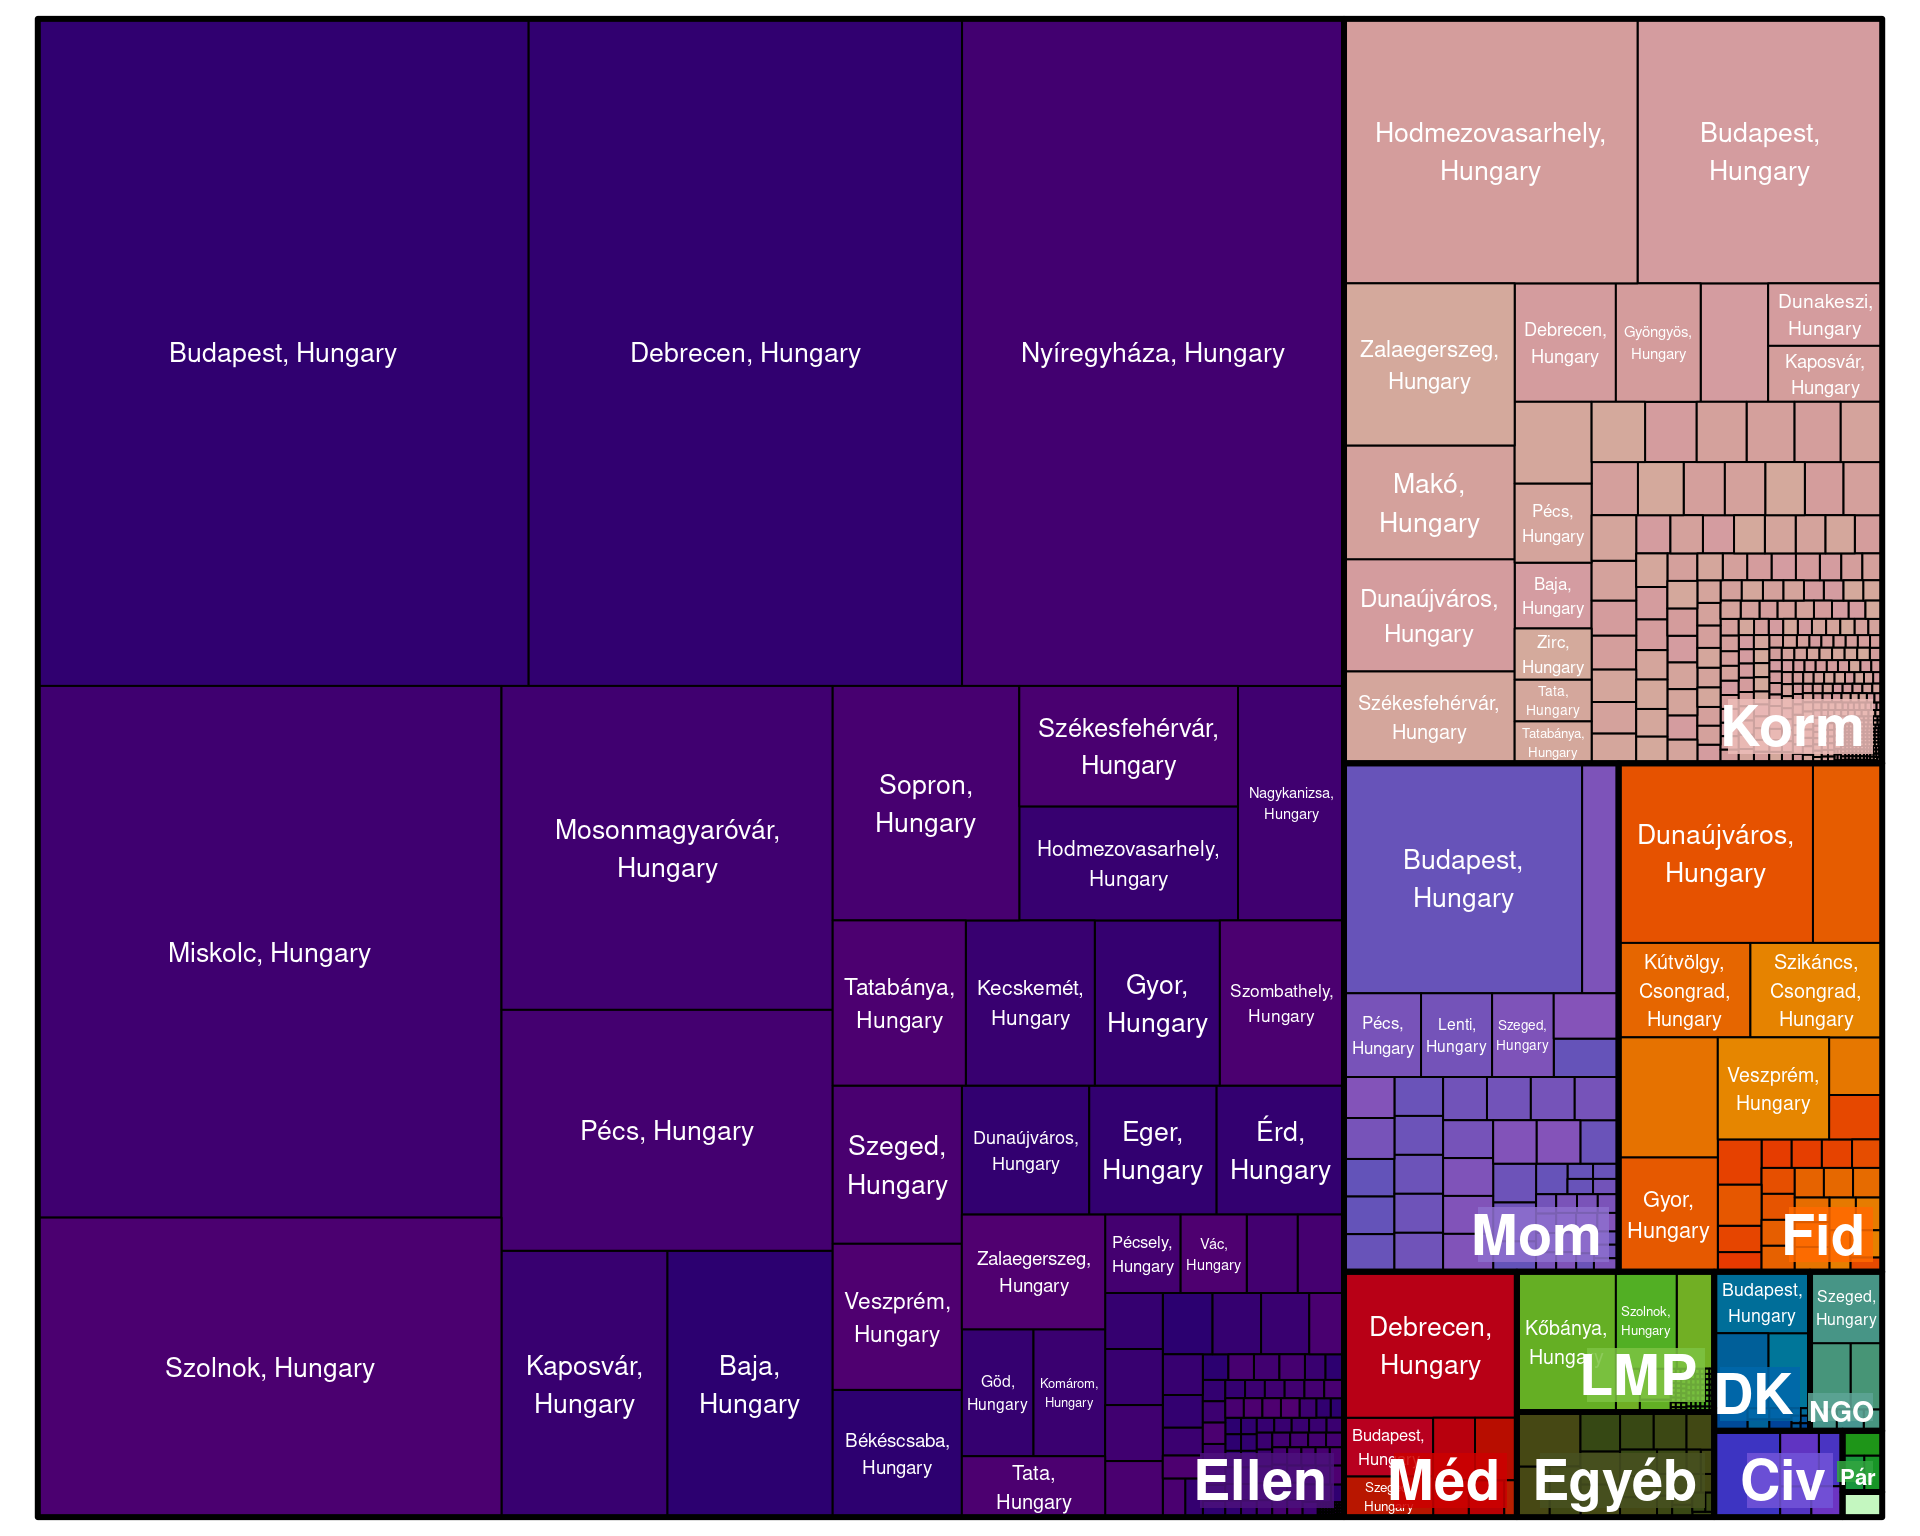 Budapest, Hungary
Debrecen, Hungary
Nyíregyháza, Hungary
Miskolc, Hungary
Szolnok, Hungary
Mosonmagyaróvár,
Hungary
Pécs, Hungary
Kaposvár,
Hungary
Baja,
Hungary
Sopron,
Hungary
Székesfehérvár,
Hungary
Hodmezovasarhely,
Hungary
Nagykanizsa,
Hungary
Tatabánya,
Hungary
Kecskemét,
Hungary
Gyor,
Hungary
Szombathely,
Hungary
Szeged,
Hungary
Dunaújváros,
Hungary
Eger,
Hungary
Érd,
Hungary
Veszprém,
Hungary
Békéscsaba,
Hungary
Zalaegerszeg,
Hungary
Pécsely,
Hungary
Vác,
Hungary
Göd,
Hungary
Komárom,
Hungary
Tata,
Hungary
Ellen
Hodmezovasarhely,
Hungary
Budapest,
Hungary
Zalaegerszeg,
Hungary
Debrecen,
Hungary
Gyöngyös,
Hungary
Dunakeszi,
Hungary
Kaposvár,
Hungary
Makó,
Hungary
Pécs,
Hungary
Dunaújváros,
Hungary
Baja,
Hungary
Zirc,
Hungary
Székesfehérvár,
Hungary
Tata,
Hungary
Tatabánya,
Hungary
Korm
Budapest,
Hungary
Pécs,
Hungary
Lenti,
Hungary
Szeged,
Hungary
Mom
Dunaújváros,
Hungary
Kútvölgy,
Csongrad,
Hungary
Szikáncs,
Csongrad,
Hungary
Veszprém,
Hungary
Gyor,
Hungary
Fid
Debrecen,
Hungary
Budapest,
Hungary
Szeged,
Hungary
Méd
Kőbánya,
Hungary
Szolnok,
Hungary
LMP
Budapest,
Hungary
DK
Szeged,
Hungary
NGO
Egyéb
Civ
Pár